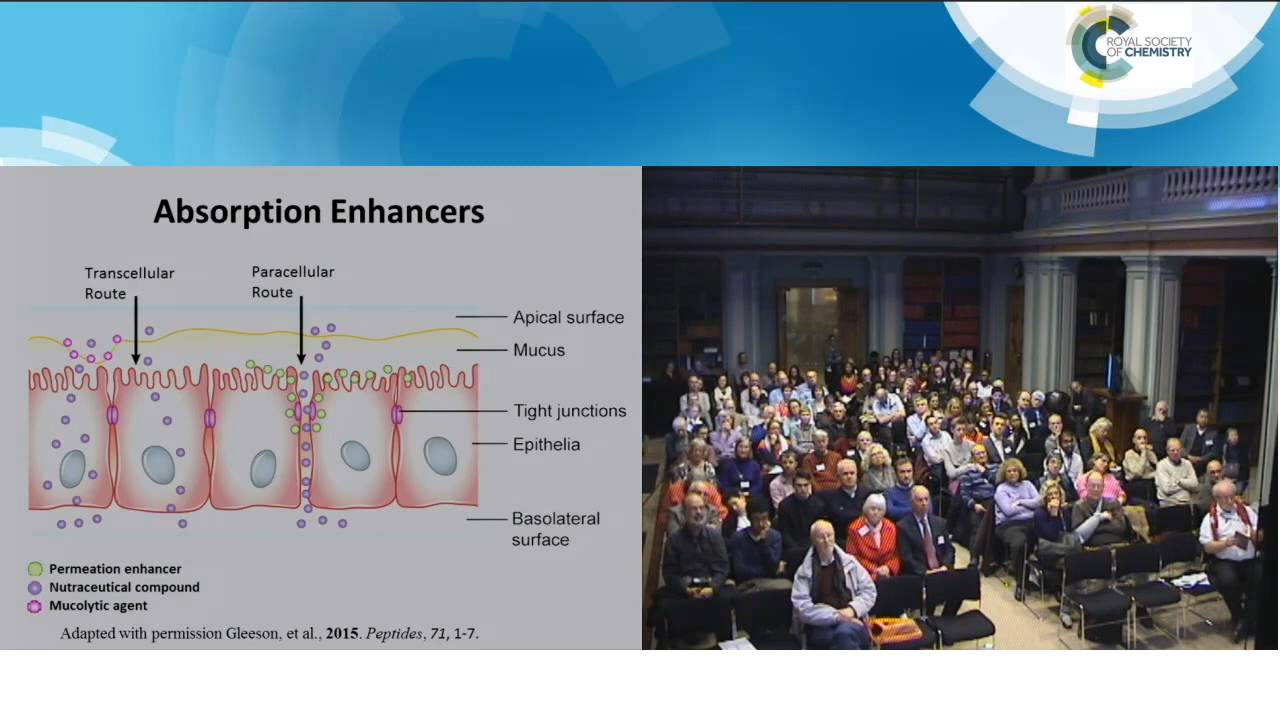 ROYAL SOCIETY
OF CHEMISTRY
Absorption Enhancers
Transcellular
Route
Paracellular
Route
Apical surface
Mucus
Tight junctions
Epithelia
Basolateral
surface
Permeation enhancer
Nutraceutical compound
Mucolytic agent
Adapted with permission Gleeson, et al., 2015. Peptides, 71, 1-7.